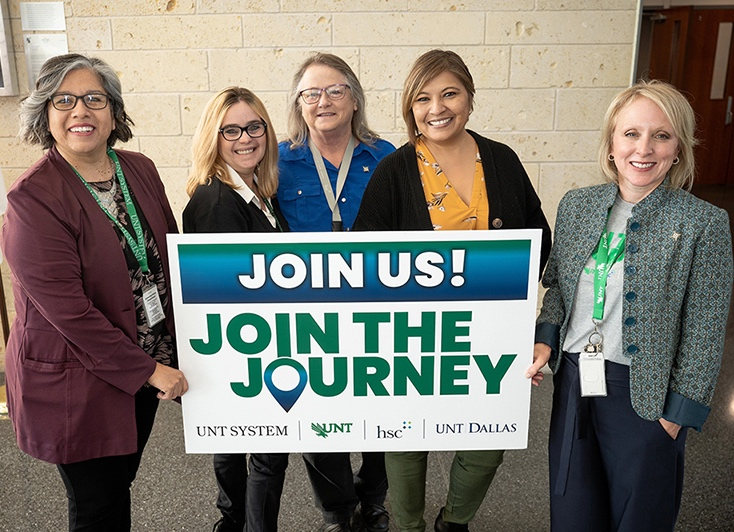 JOIN US!
JOIN THE
JOURNEY
UNT SYSTEM
UNT
hsc
UNT DALLAS